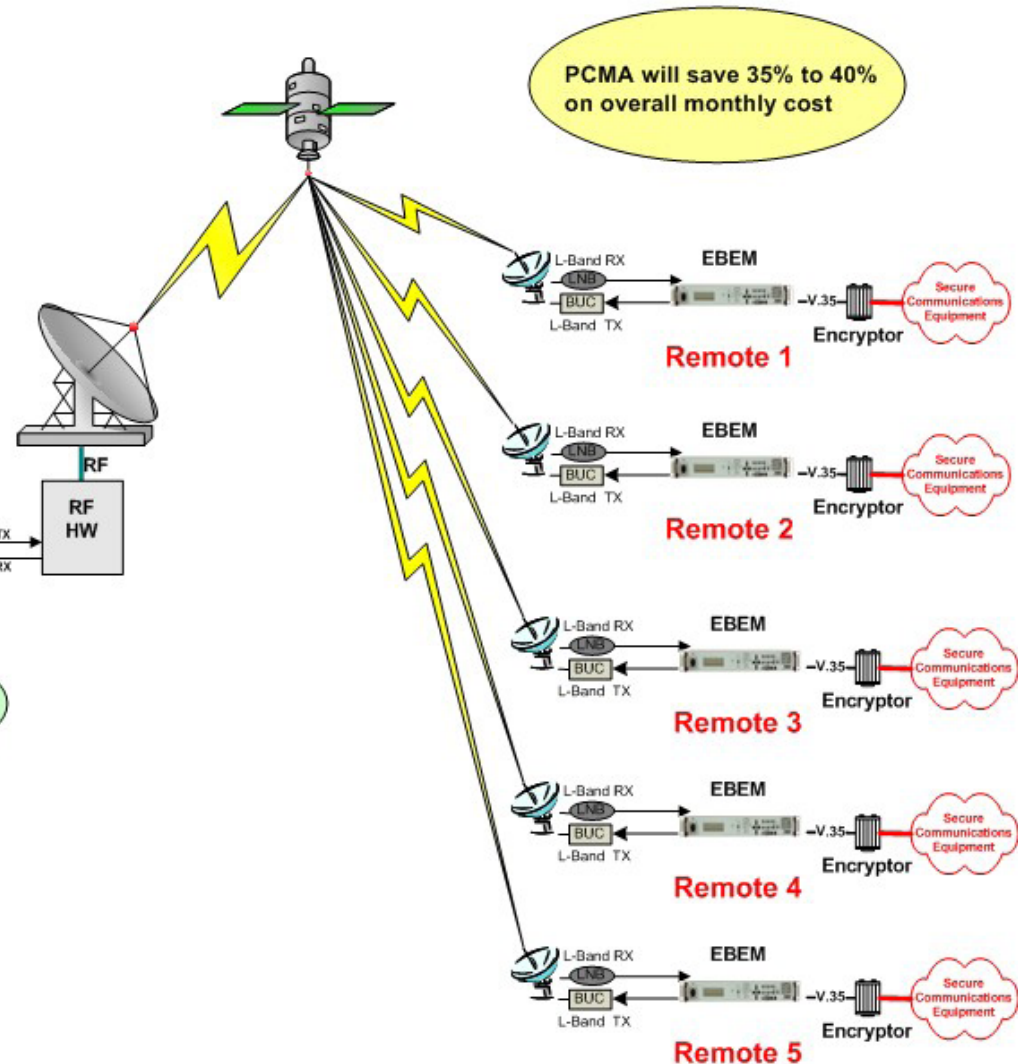 PCMA will save 35% to 40%
on overall monthly cost
L-Band RX
EBEM
LNB
BUC
L-Band TX
V.35
Encryptor
Secure
Communications
Equipment
Remote 1
L-Band RX
EBEM
LNB
BUC
L-Band TX
V.35
Encryptor
Secure
Communications
Equipment
Remote 2
RF
RF
HW
TX
RX
L-Band RX
EBEM
LNB
BUC
L-Band TX
V.35
Encryptor
Secure
Communications
Equipment
Remote 3
L-Band RX
EBEM
LNB
BUC
L-Band TX
V.35
Encryptor
Secure
Communications
Equipment
Remote 4
L-Band RX
EBEM
LNB
BUC
L-Band TX
V.35
Encryptor
Secure
Communications
Equipment
Remote 5